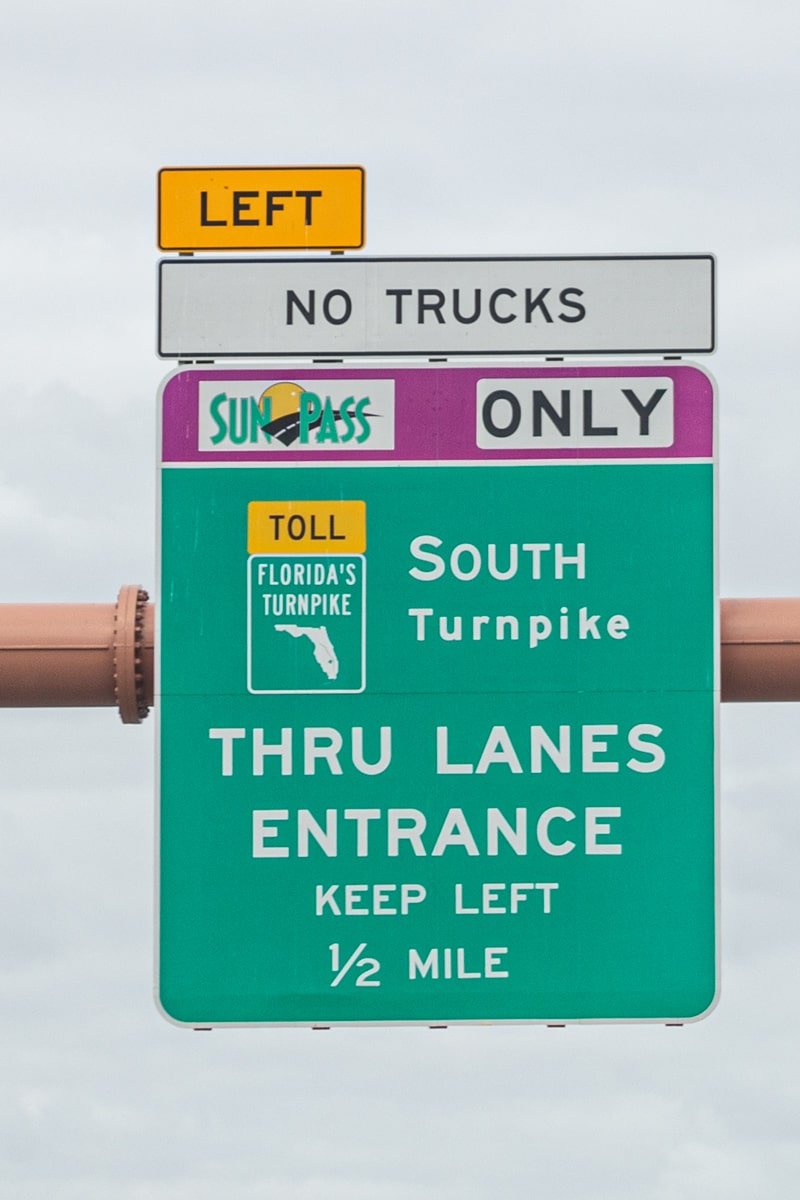 LEFT
NO TRUCKS
SUNPASS ONLY
TOLL
FLORIDA'S
TURNPIKE
SOUTH
Turnpike
THRU LANES
ENTRANCE
KEEP LEFT
½ MILE